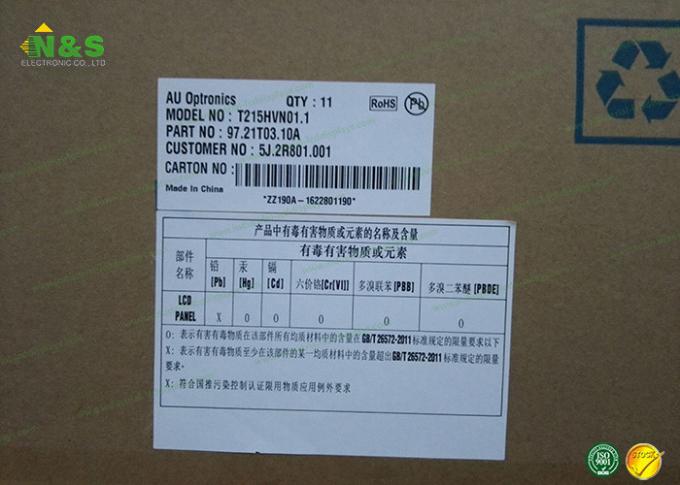 N&S
ELECTRONIC CO.,LTD
AU Optronics QTY : 11 RoHS Pb
MODEL NO : T215HVN01.1
PART NO : 97.21T03.10A
CUSTOMER NO : 5J.2R801.001
CARTON NO :
Made In China
*ZZ190A-1622801190*
产品中有毒有害物质或元素的名称及含量
部件名称 有毒有害物质或元素
铅[Pb] 汞[Hg] 镉[Cd] 六价铬[Cr[VI]] 多溴联苯[PBB] 多溴二苯醚[PBDE]
LCD PANEL X 0 0 0 0 0
O: 表示有害有毒物质在该部件所有均质材料中的含量在GB/T 26572-2011标准规定的限量要求以下
X: 表示有害有毒物质至少在该部件的某一均质材料中的含量超出GB/T 26572-2011标准规定的限量
要求。
X: 符合国推污染控制认证限用物质应用例外要求
ISO
9001
STOCKS